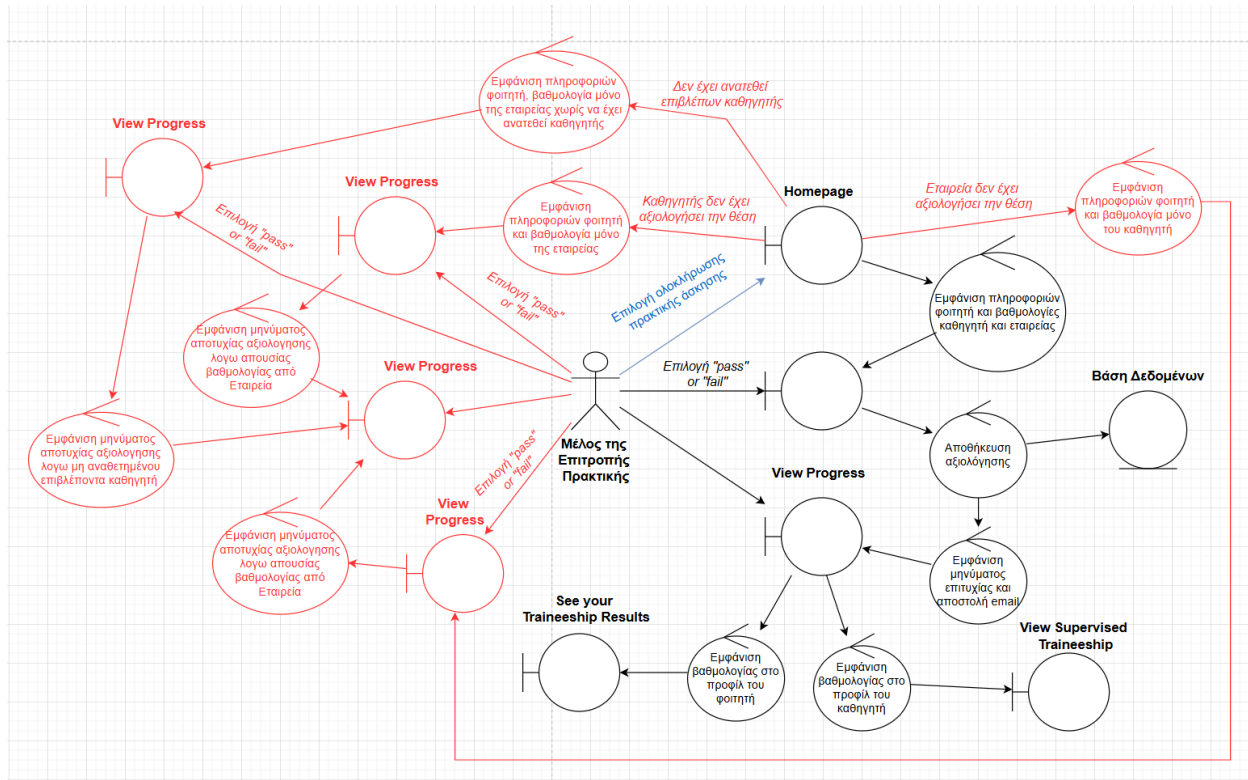 Εμφάνιση πληροφοριών
φοιτητή, βαθμολογία μόνο
της εταιρείας χωρίς να έχει
ανατεθεί καθηγητής
Δεν έχει ανατεθεί
επιβλέπων καθηγητής
View Progress
View Progress
Εμφάνιση
πληροφοριών φοιτητή
και βαθμολογία μόνο
της εταιρείας
Καθηγητής δεν έχει
αξιολογήσει την θέση
Homepage
Εταιρεία δεν έχει
αξιολογήσει την θέση
Εμφάνιση
πληροφοριών φοιτητή
και βαθμολογία μόνο
του καθηγητή
Επιλογή "pass"
or "fail"
Επιλογή "pass"
or "fail"
Επιλογή ολοκλήρωσης
πρακτικής άσκησης
Εμφάνιση πληροφοριών
φοιτητή και βαθμολογίες
καθηγητή και εταιρείας
Εμφάνιση μηνύματος
αποτυχίας αξιολογησης
λογω απουσίας
βαθμολογίας από
Εταιρεία
View Progress
Επιλογή "pass"
or "fail"
Βάση Δεδομένων
Εμφάνιση μηνύματος
αποτυχίας αξιολογησης
λογω μη αναθετημένου
επιβλέποντα καθηγητή
Μέλος της
Επιτροπής
Πρακτικής
Επιλογή "pass"
or "fail"
Αποθήκευση
αξιολόγησης
View Progress
View
Progress
Εμφάνιση μηνύματος
αποτυχίας αξιολογησης
λογω απουσίας
βαθμολογίας από
Εταιρεία
Εμφάνιση
μηνύματος
επιτυχίας και
αποστολή email
See your
Traineeship Results
View Supervised
Traineeship
Εμφάνιση
βαθμολογίας στο
προφίλ του
φοιτητή
Εμφάνιση
βαθμολογίας στο
προφίλ του
καθηγητή